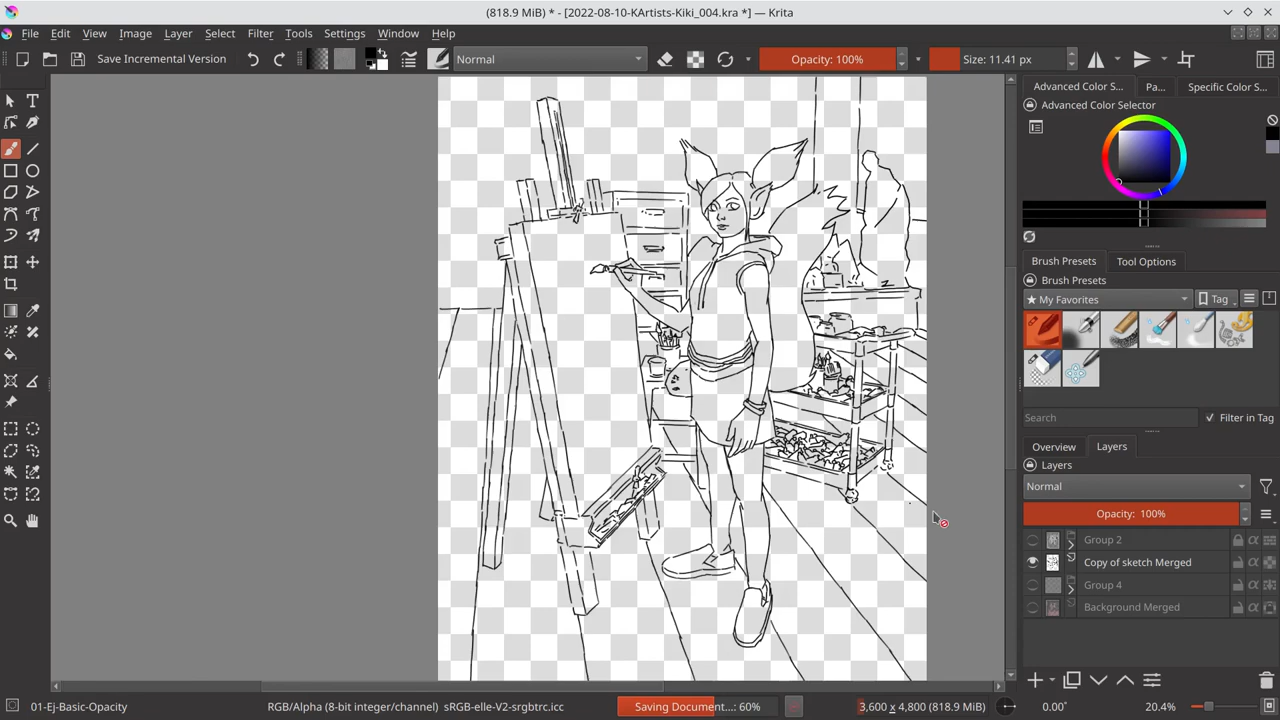 (818.9 MiB) * - [2022-08-10-KArtists-Kiki_004.kra *] — Krita
File Edit View Image Layer Select Filter Tools Settings Window Help
Save Incremental Version
Normal
Opacity: 100%
Size: 11.41 px
Advanced Color S...
Pa...
Specific Color S...
Advanced Color Selector
Brush Presets
Tool Options
Brush Presets
My Favorites
Tag
Search
Filter in Tag
Overview
Layers
Layers
Normal
Opacity: 100%
Group 2
Copy of sketch Merged
Group 4
Background Merged
01-Ej-Basic-Opacity
RGB/Alpha (8-bit integer/channel) sRGB-elle-V2-srgbtrc.icc
Saving Document...: 60%
3,600 x 4,800 (818.9 MiB)
0.00°
20.4%